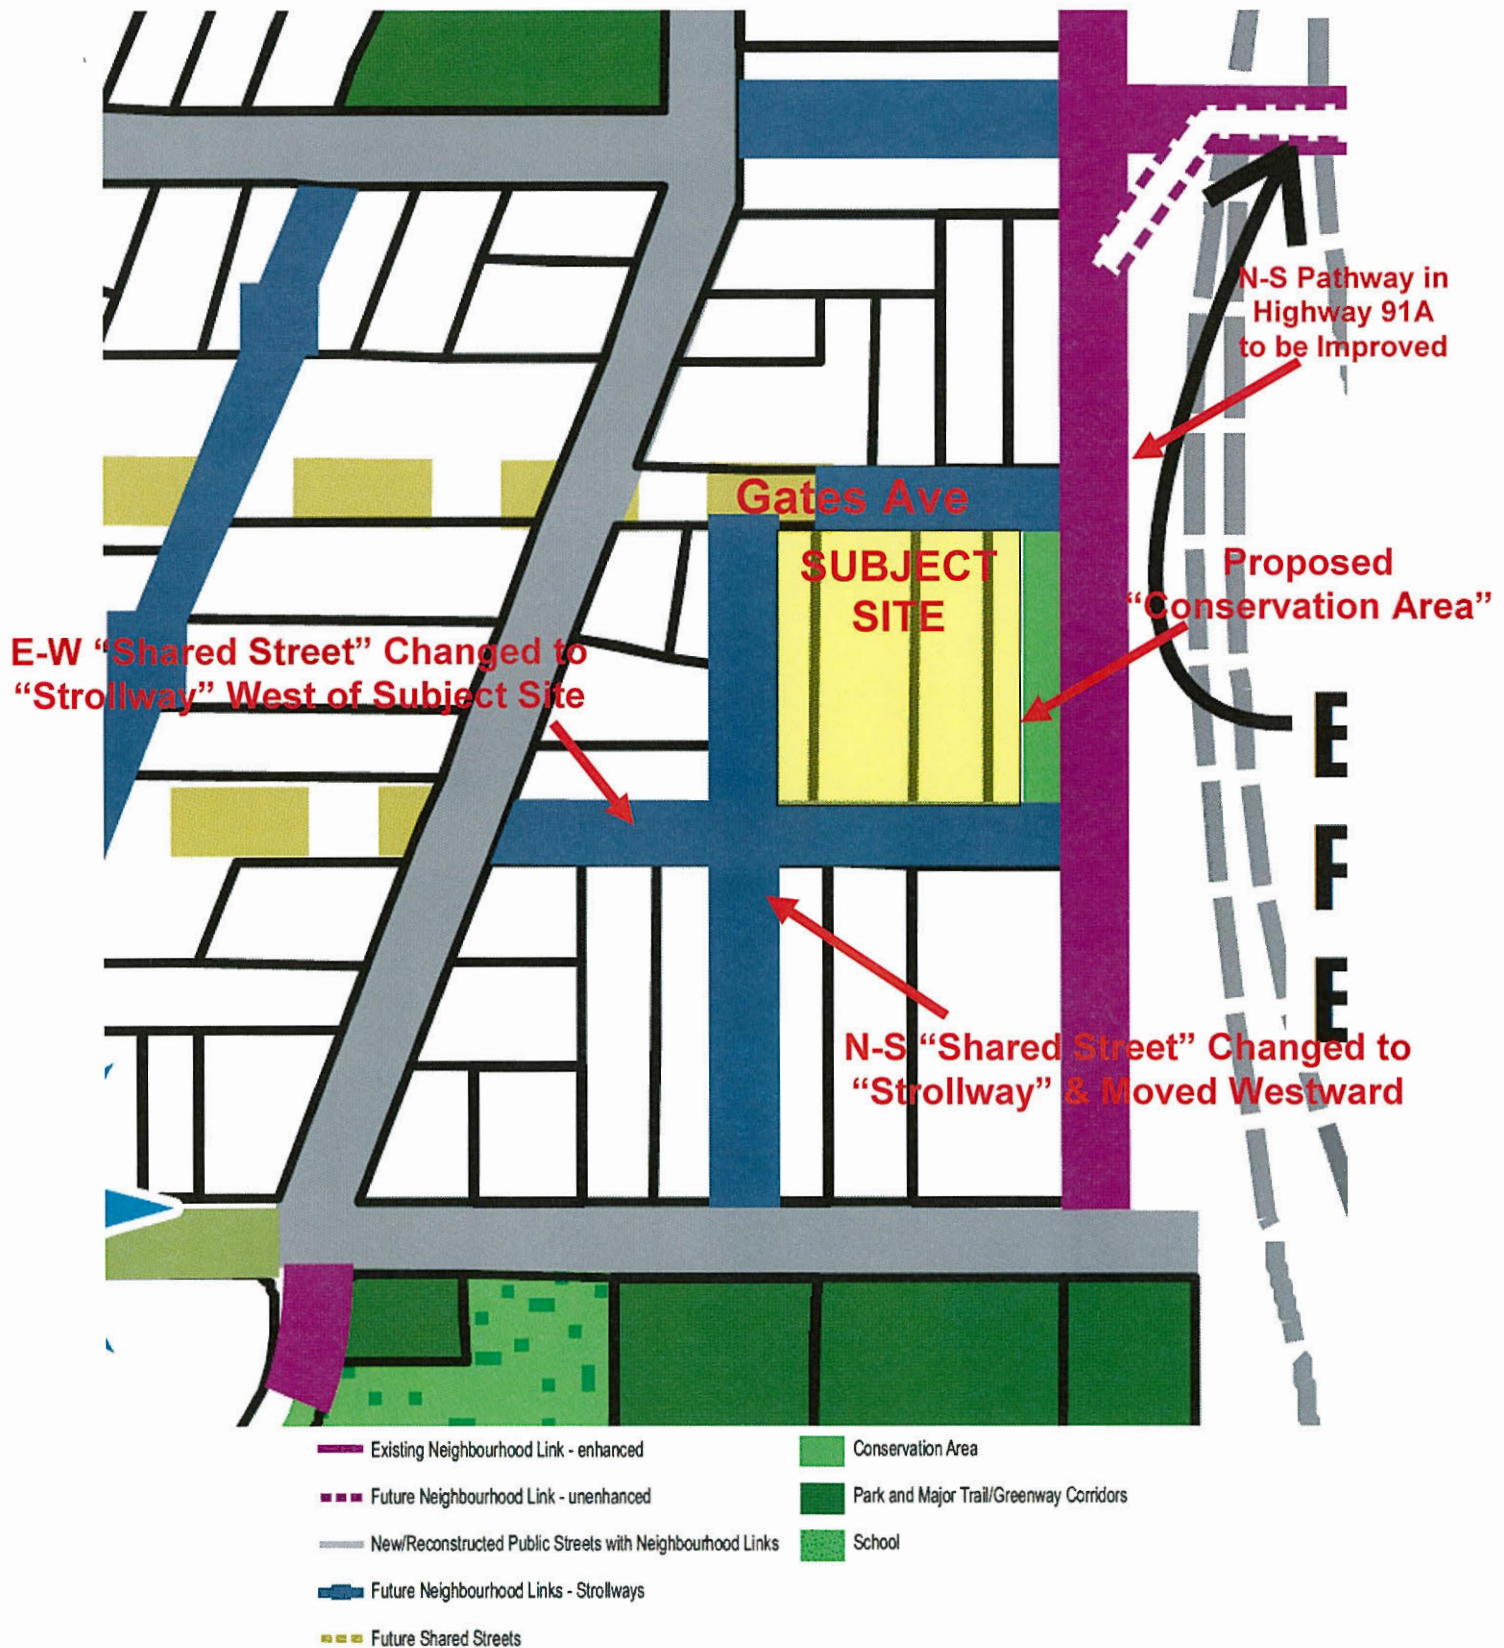 N-S Pathway in
Highway 91A
to be Improved
Gates Ave
SUBJECT
SITE
Proposed
“Conservation Area”
E-W “Shared Street” Changed to
“Strollway” West of Subject Site
E
F
E
N-S “Shared Street” Changed to
“Strollway” & Moved Westward
Existing Neighbourhood Link - enhanced
Future Neighbourhood Link - unenhanced
New/Reconstructed Public Streets with Neighbourhood Links
Future Neighbourhood Links - Strollways
Future Shared Streets
Conservation Area
Park and Major Trail/Greenway Corridors
School